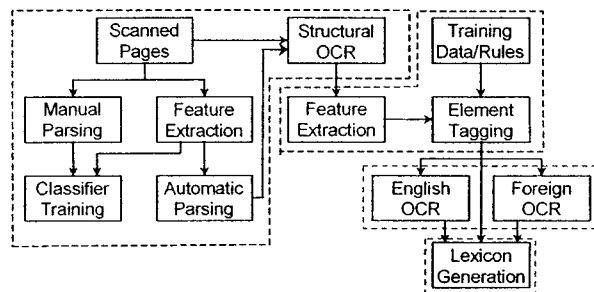 Scanned
Pages
Structural
OCR
Training
Data/Rules
Manual
Parsing
Feature
Extraction
Feature
Extraction
Element
Tagging
Classifier
Training
Automatic
Parsing
English
OCR
Foreign
OCR
Lexicon
Generation